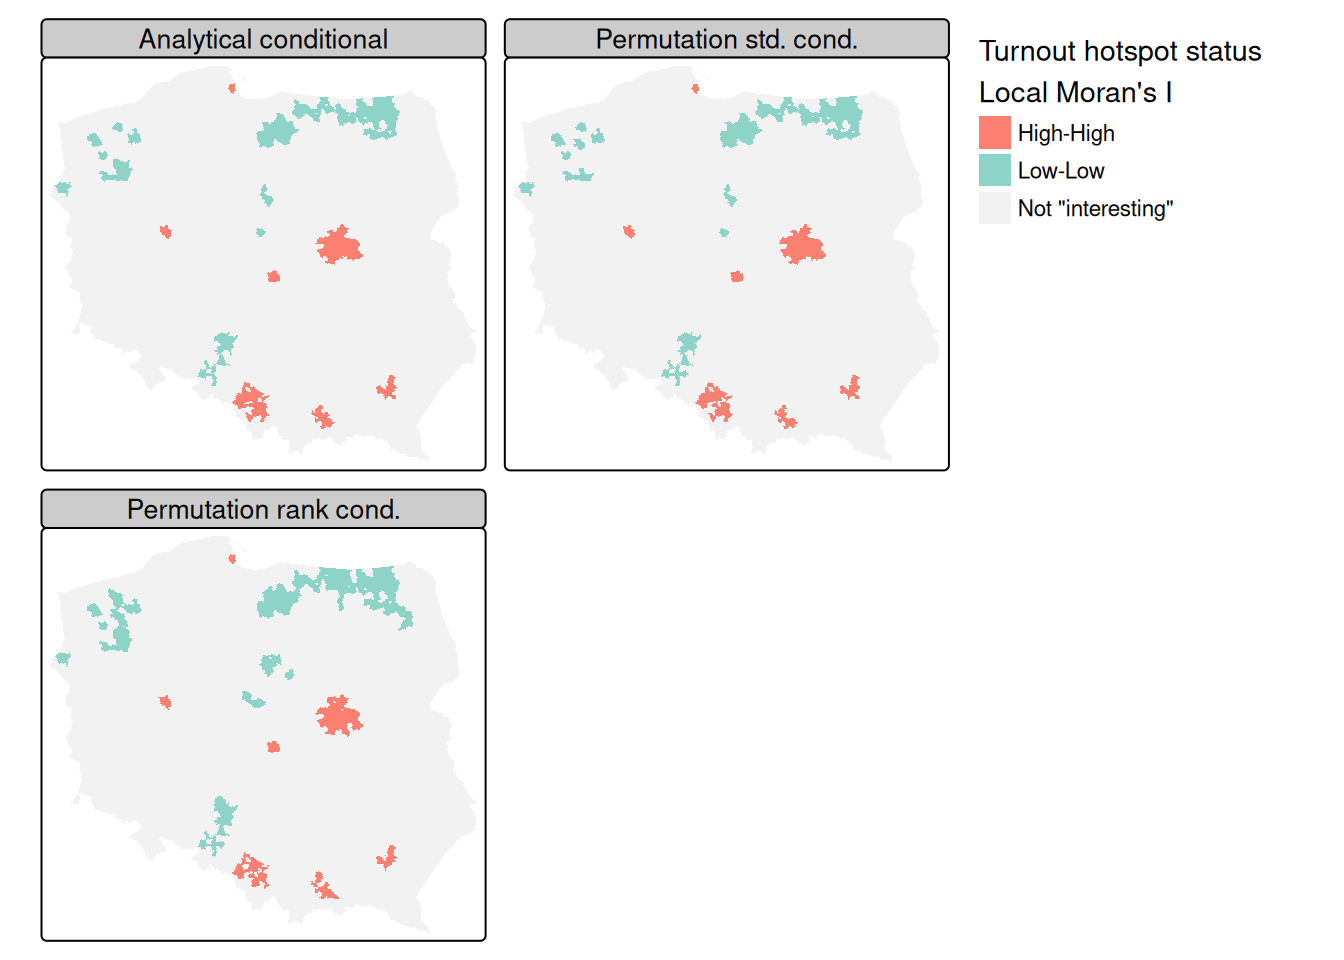 Analytical conditional
Permutation std. cond.
Turnout hotspot status
Local Moran's I
High-High
Low-Low
Not "interesting"
Permutation rank cond.